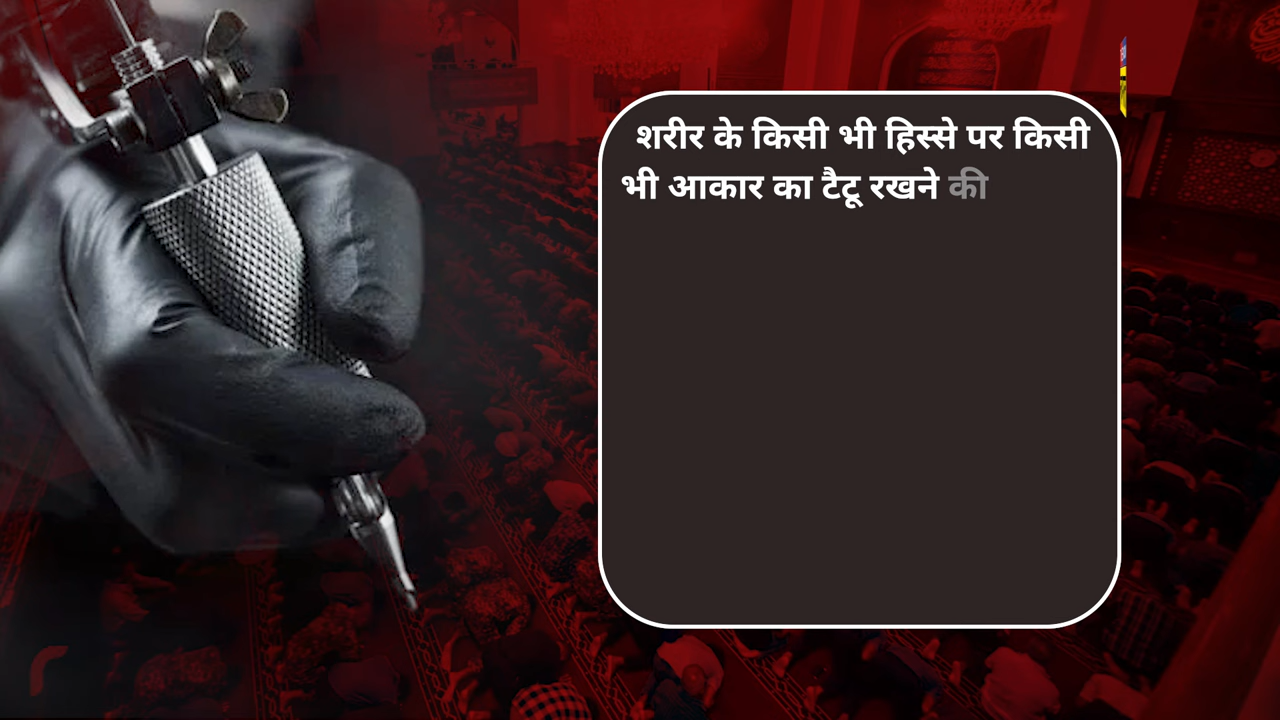 शरीर के किसी भी हिस्से पर किसी
भी आकार का टैटू रखने की